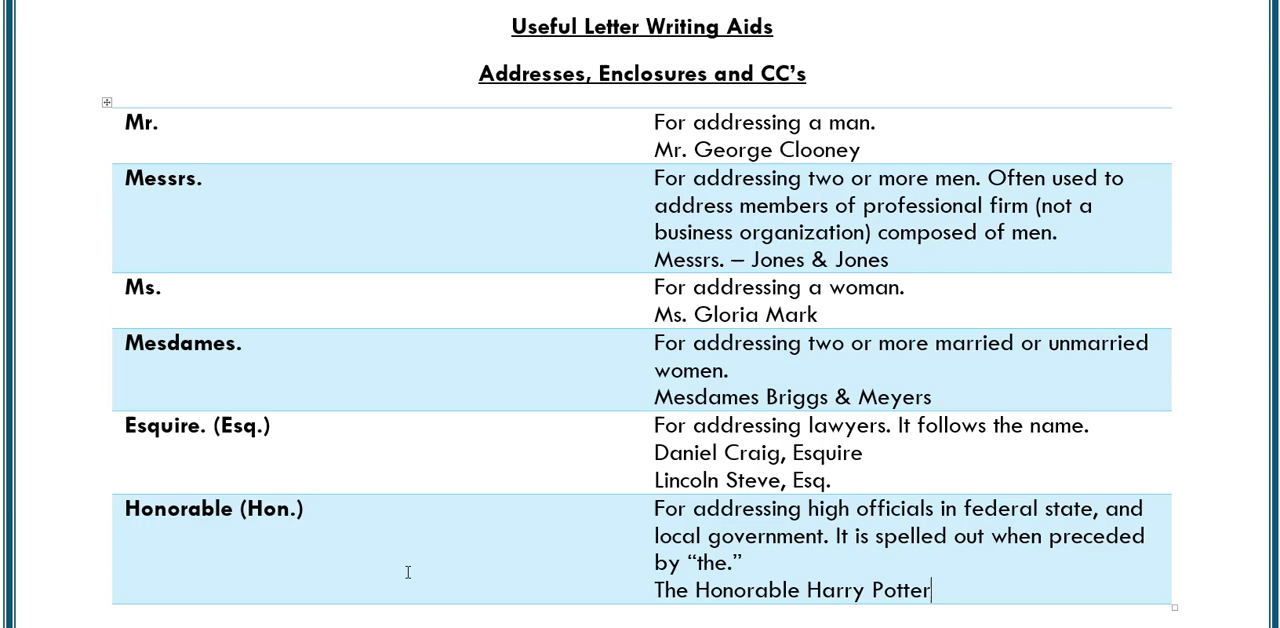 Useful Letter Writing Aids
Addresses, Enclosures and CC’s
Mr.
For addressing a man.
Mr. George Clooney
Messrs.
For addressing two or more men. Often used to
address members of professional firm (not a
business organization) composed of men.
Messrs. – Jones & Jones
Ms.
For addressing a woman.
Ms. Gloria Mark
Mesdames.
For addressing two or more married or unmarried
women.
Mesdames Briggs & Meyers
Esquire. (Esq.)
For addressing lawyers. It follows the name.
Daniel Craig, Esquire
Lincoln Steve, Esq.
Honorable (Hon.)
For addressing high officials in federal state, and
local government. It is spelled out when preceded
by “the.”
The Honorable Harry Potter